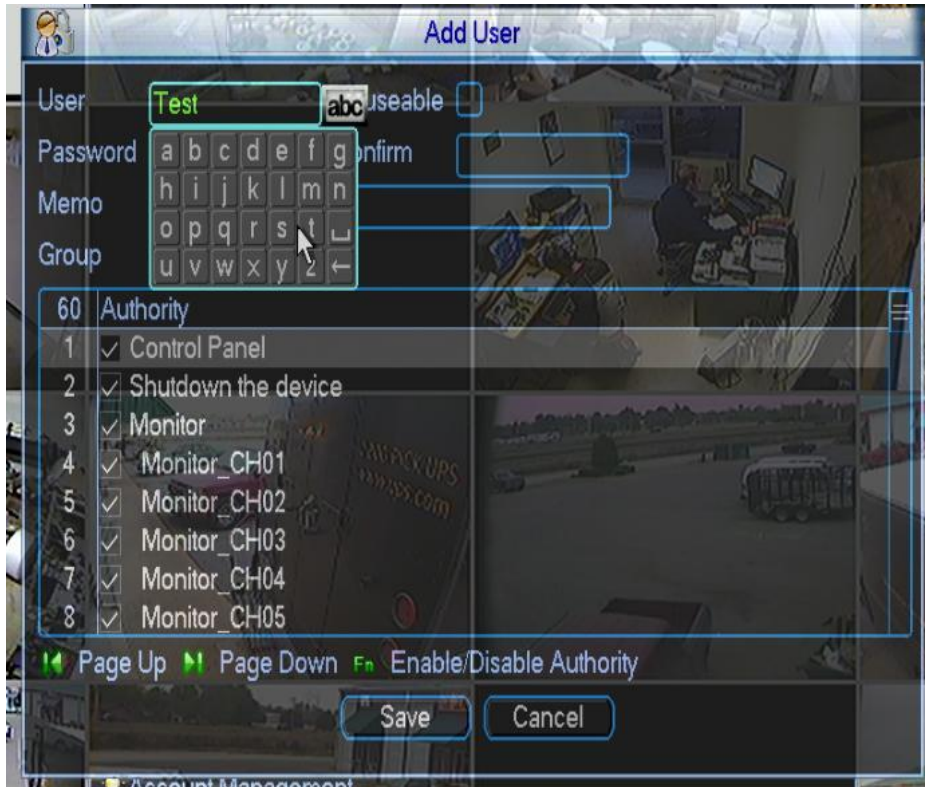 Add User
User Test abc useable
Password onfirm
a b c d e f g
Memo
h i j k l m n
o p q r s t
Group
u v w x y z ←
60 Authority
1 Control Panel
2 Shutdown the device
3 Monitor
4 Monitor_CH01
5 Monitor_CH02
6 Monitor_CH03
7 Monitor_CH04
8 Monitor_CH05
Page Up Page Down Fn Enable/Disable Authority
Save Cancel
Account Management